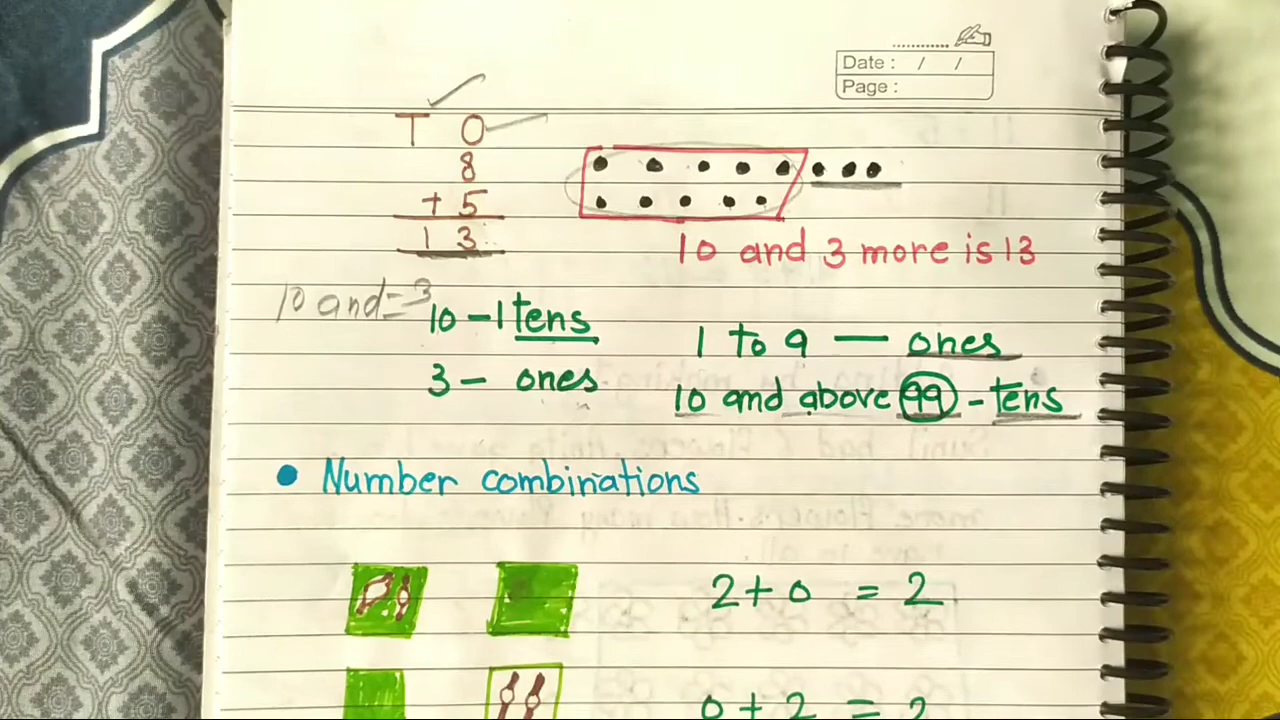 Date : / /
Page :
T O
8
+ 5
1 3
10 and 3 more is 13
10 and = 3
10 - 1 tens
3 - ones
1 to 9 — ones
10 and above 99 - tens
• Number combinations
2 + 0 = 2
0 + 2 = 2